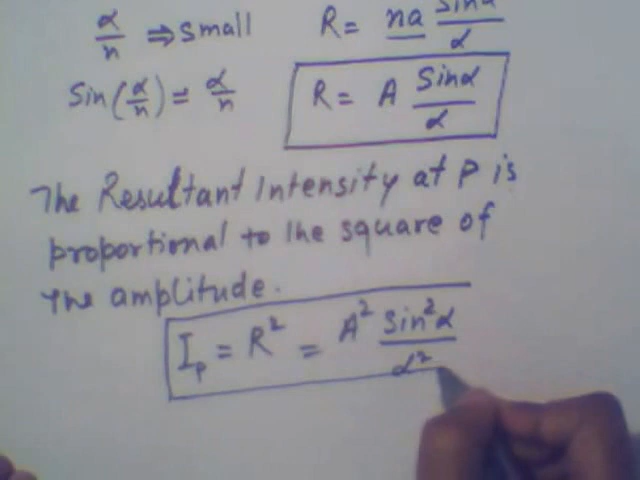 α/n ⇒ small R = na sinα/α
Sin(α/n) = α/n R = A Sinα/α
The Resultant Intensity at P is
proportional to the square of
The amplitude.
I_P = R² = A² Sin²α/α²